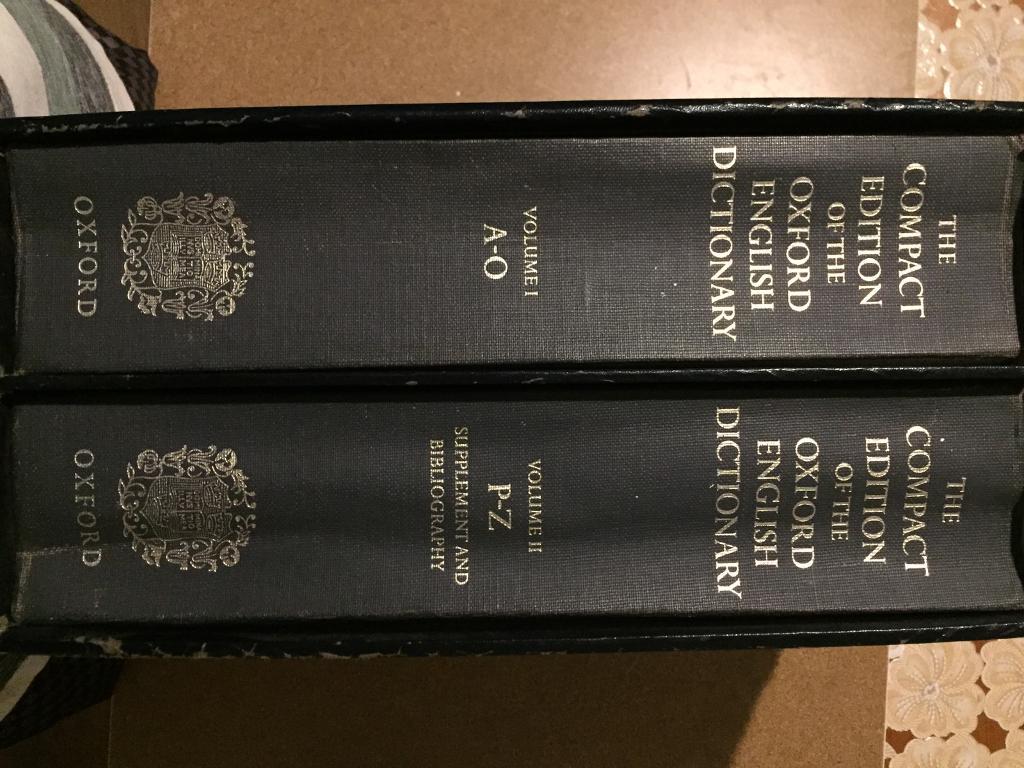 THE
COMPACT
EDITION
OF THE
OXFORD
ENGLISH
DICTIONARY
VOLUME I
A-O
OXFORD
THE
COMPACT
EDITION
OF THE
OXFORD
ENGLISH
DICTIONARY
VOLUME II
P-Z
SUPPLEMENT AND
BIBLIOGRAPHY
OXFORD